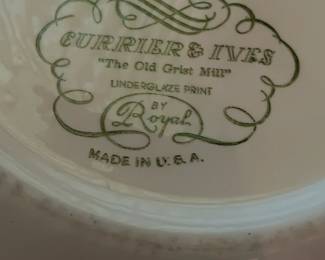 CURRIER & IVES
"The Old Grist Mill"
UNDERGLAZE PRINT
BY
Royal
MADE IN U.S.A.